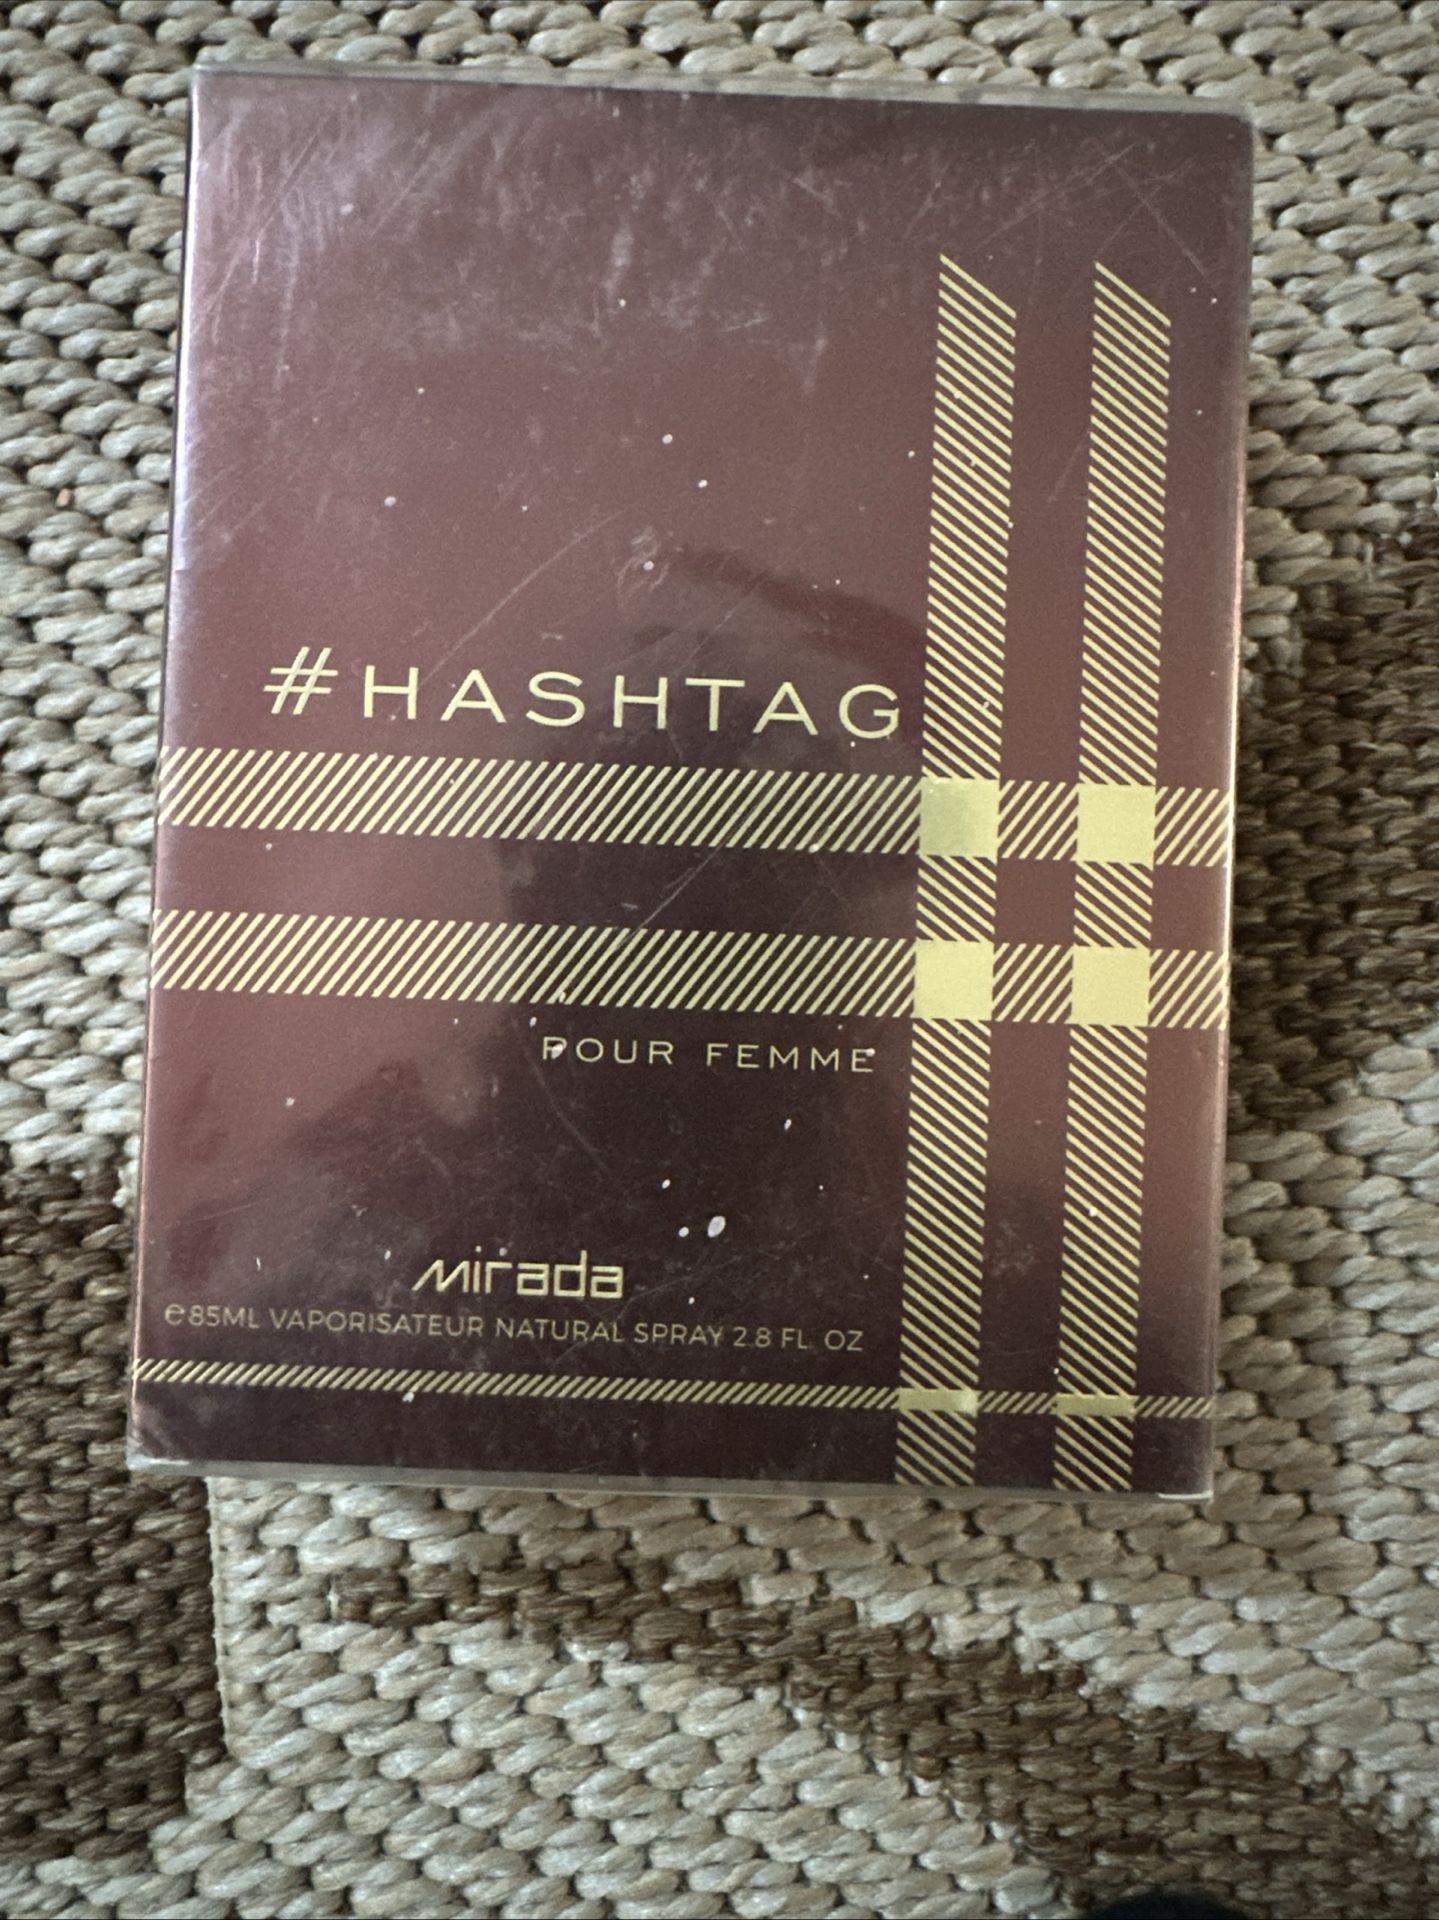 #HASHTAG
POUR FEMME
mirada
e 85ML VAPORISATEUR NATURAL SPRAY 2.8 FL. OZ